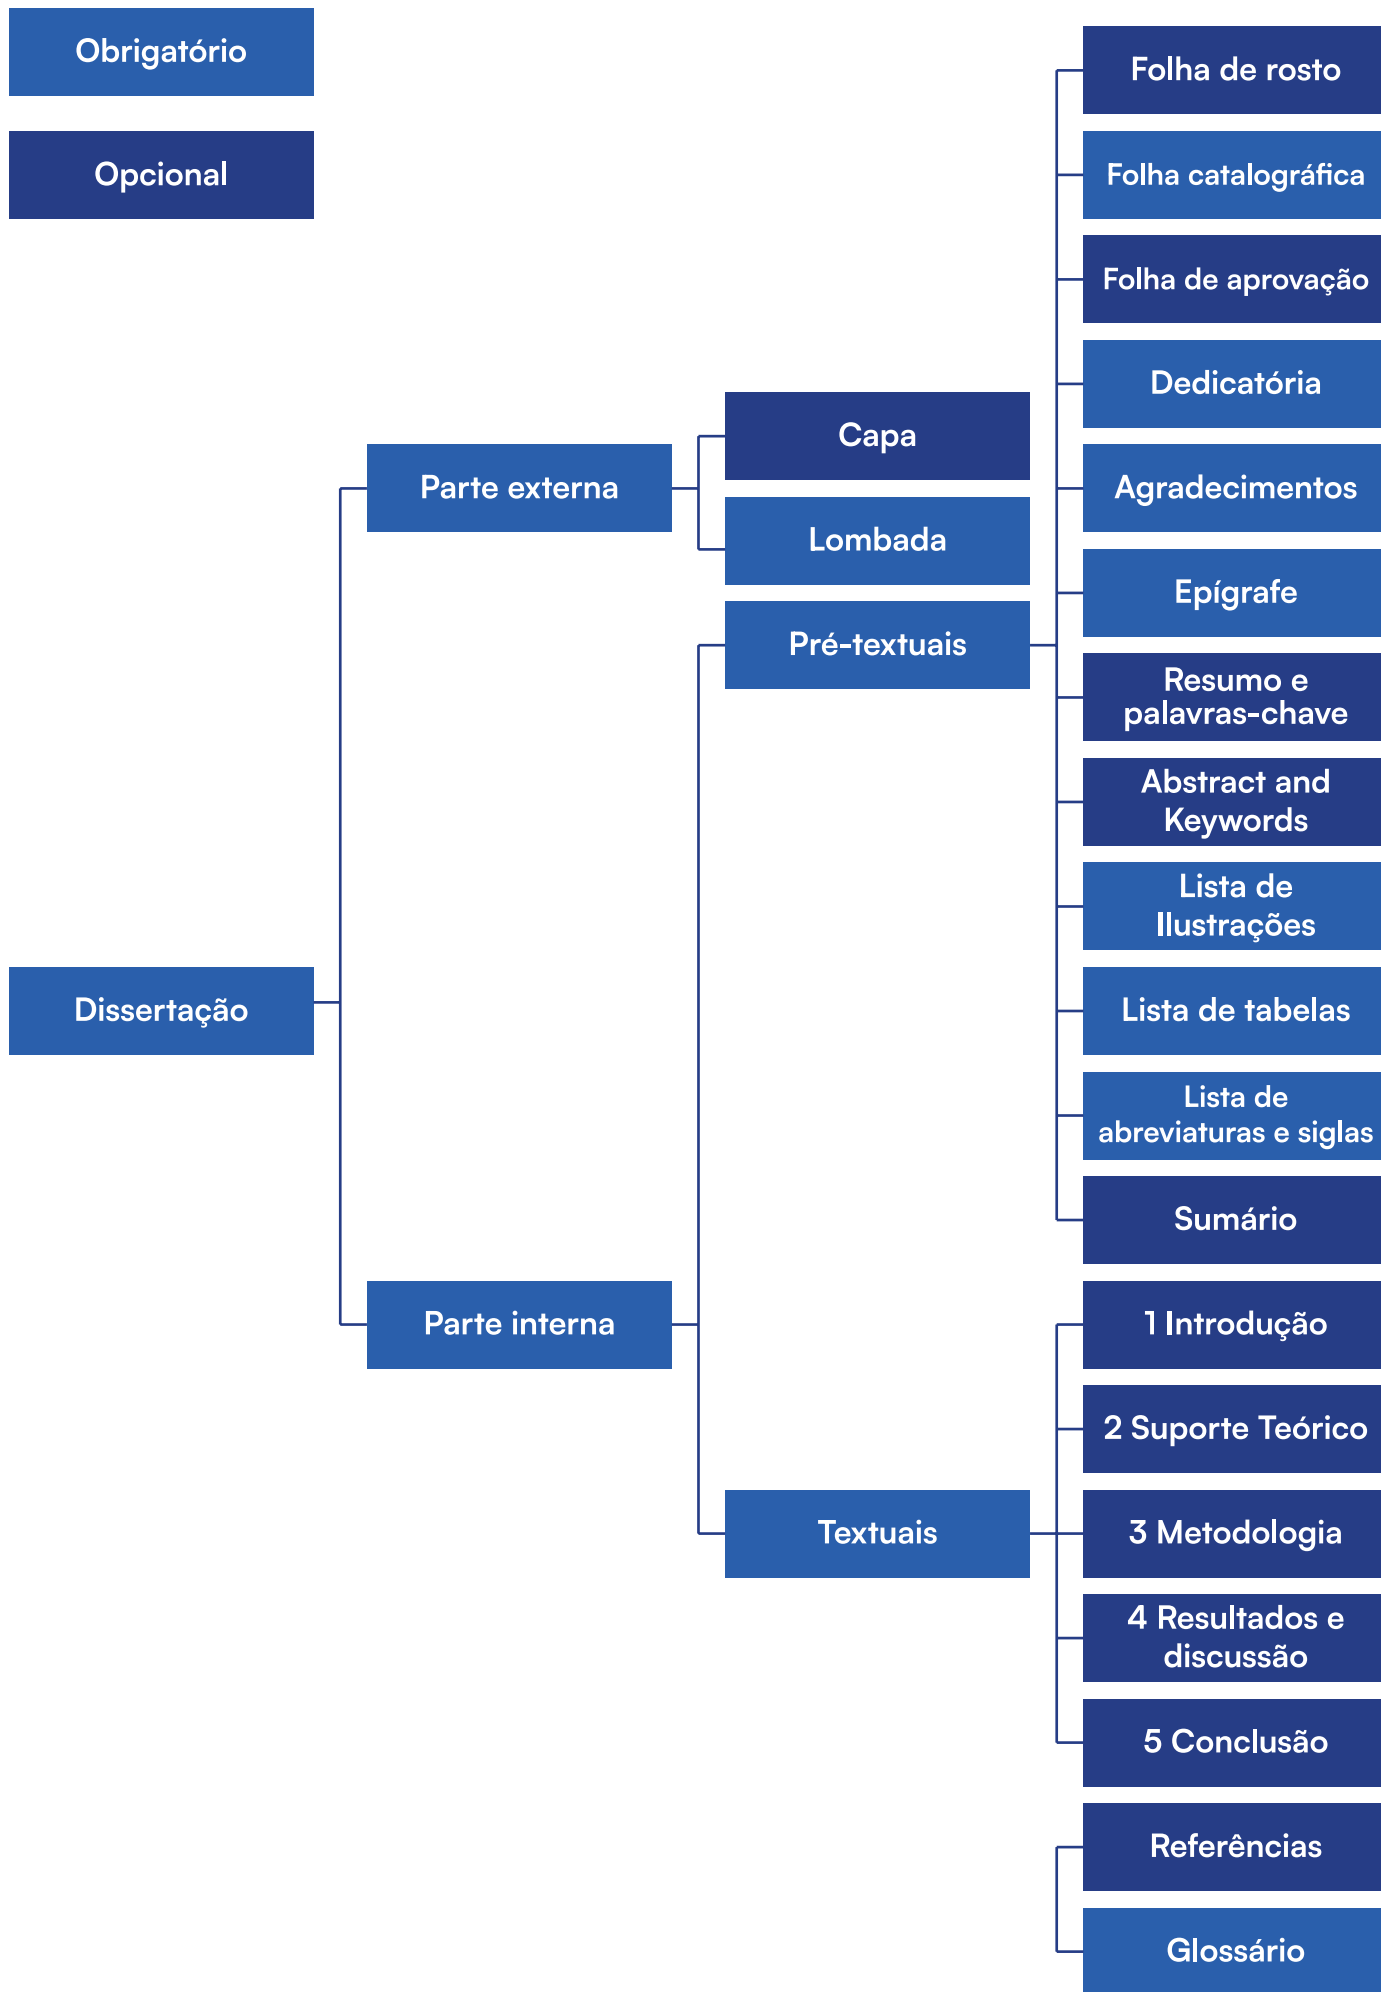 Obrigatório
Opcional
Dissertação
Parte externa
Parte interna
Capa
Lombada
Pré-textuais
Textuais
Folha de rosto
Folha catalográfica
Folha de aprovação
Dedicatória
Agradecimentos
Epígrafe
Resumo e
palavras-chave
Abstract and
Keywords
Lista de
Ilustrações
Lista de tabelas
Lista de
abreviaturas e siglas
Sumário
1 Introdução
2 Suporte Teórico
3 Metodologia
4 Resultados e
discussão
5 Conclusão
Referências
Glossário